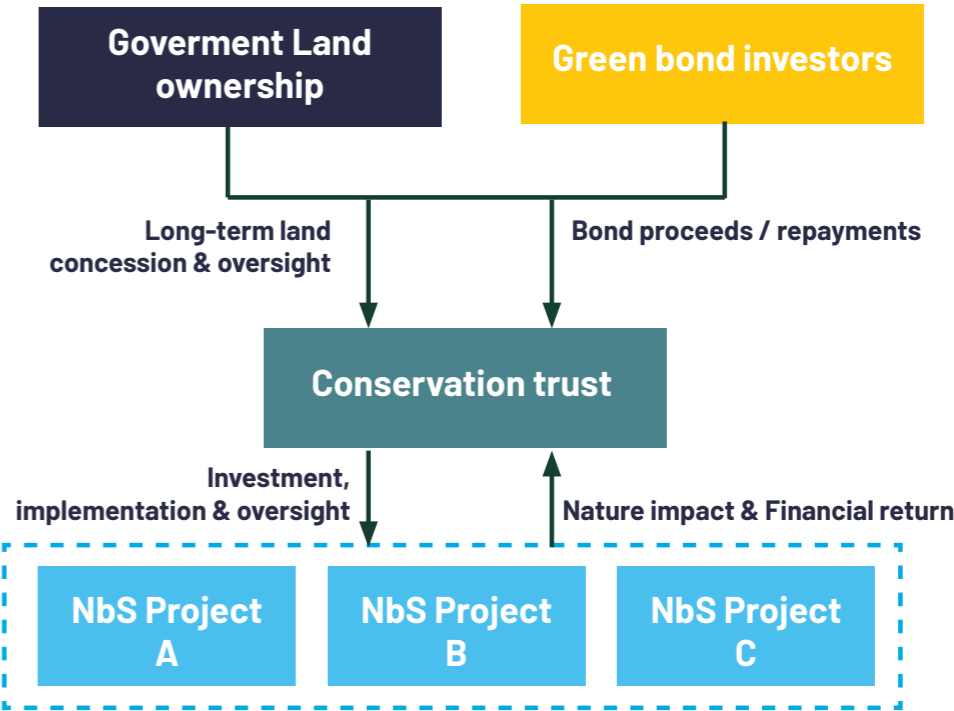 Goverment Land
ownership
Green bond investors
Long-term land
concession & oversight
Bond proceeds / repayments
Conservation trust
Investment,
implementation & oversight
Nature impact & Financial return
NbS Project
A
NbS Project
B
NbS Project
C